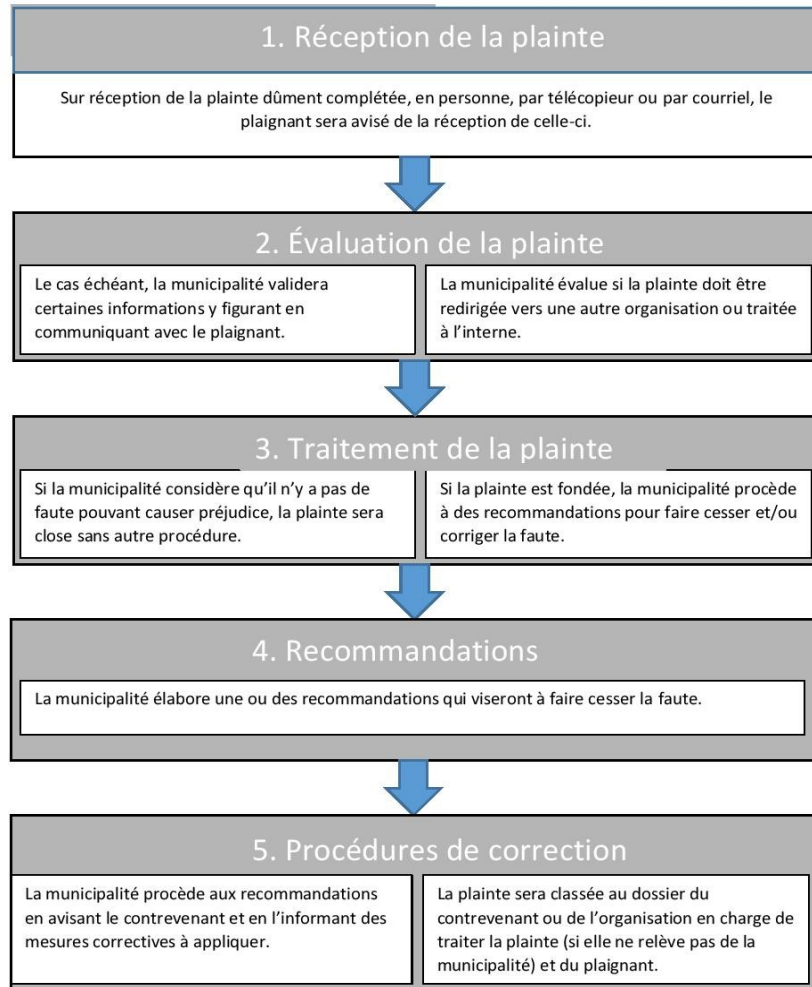 1. Réception de la plainte
Sur réception de la plainte dûment complétée, en personne, par télécopieur ou par courriel, le
plaignant sera avisé de la réception de celle-ci.
2. Évaluation de la plainte
Le cas échéant, la municipalité validera
certaines informations y figurant en
communiquant avec le plaignant.
La municipalité évalue si la plainte doit être
redirigée vers une autre organisation ou traitée
à l’interne.
3. Traitement de la plainte
Si la municipalité considère qu’il n’y a pas de
faute pouvant causer préjudice, la plainte sera
close sans autre procédure.
Si la plainte est fondée, la municipalité procède
à des recommandations pour faire cesser et/ou
corriger la faute.
4. Recommandations
La municipalité élabore une ou des recommandations qui viseront à faire cesser la faute.
5. Procédures de correction
La municipalité procède aux recommandations
en avisant le contrevenant et en l’informant des
mesures correctives à appliquer.
La plainte sera classée au dossier du
contrevenant ou de l’organisation en charge de
traiter la plainte (si elle ne relève pas de la
municipalité) et du plaignant.